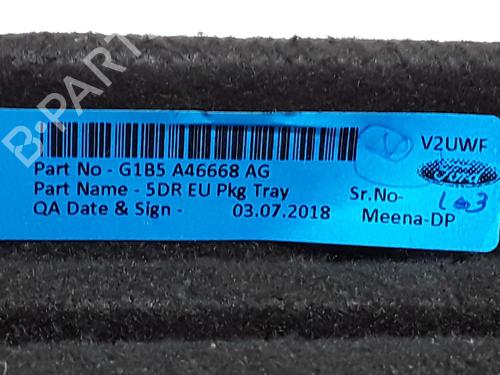 B-PARTS
V2UWF
Ford
Part No - G1B5 A46668 AG
Part Name - 5DR EU Pkg Tray
Sr.No-
QA Date & Sign - 03.07.2018
Meena-DP